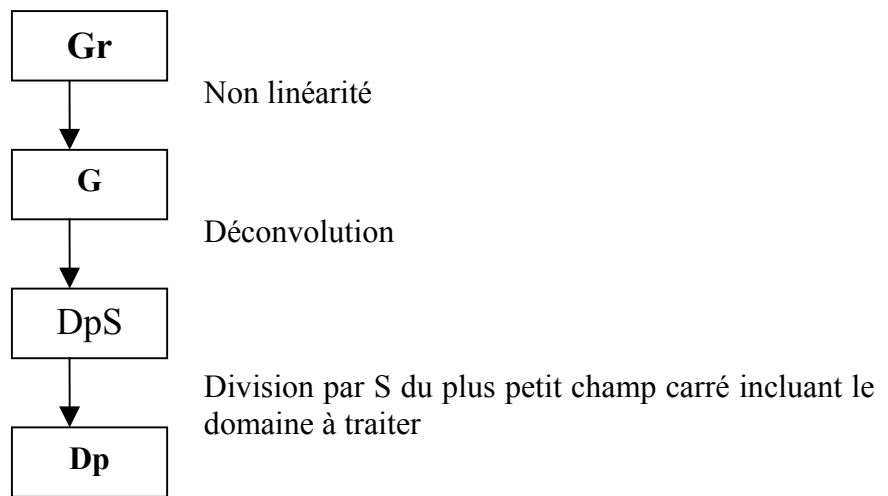 Gr
Non linéarité
G
Déconvolution
DpS
Division par S du plus petit champ carré incluant le
domaine à traiter
Dp